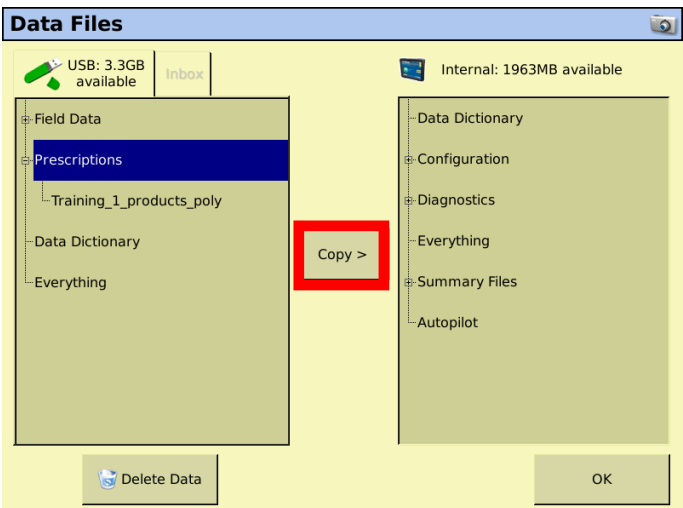 Data Files
USB: 3.3GB
available
Inbox
Internal: 1963MB available
Field Data
Prescriptions
Training_1_products_poly
Data Dictionary
Everything
Copy >
Data Dictionary
Configuration
Diagnostics
Everything
Summary Files
Autopilot
Delete Data
OK